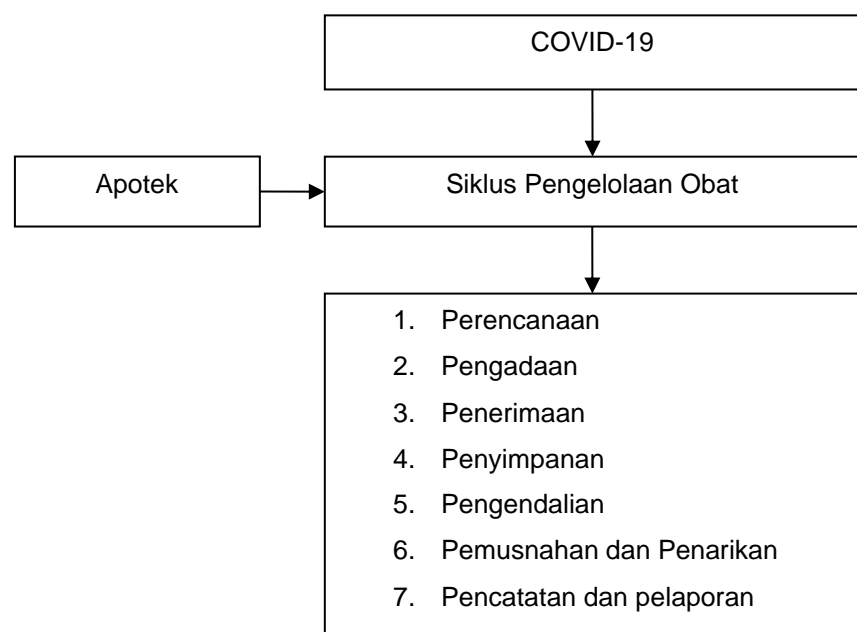 COVID-19
Apotek
Siklus Pengelolaan Obat
1. Perencanaan
2. Pengadaan
3. Penerimaan
4. Penyimpanan
5. Pengendalian
6. Pemusnahan dan Penarikan
7. Pencatatan dan pelaporan